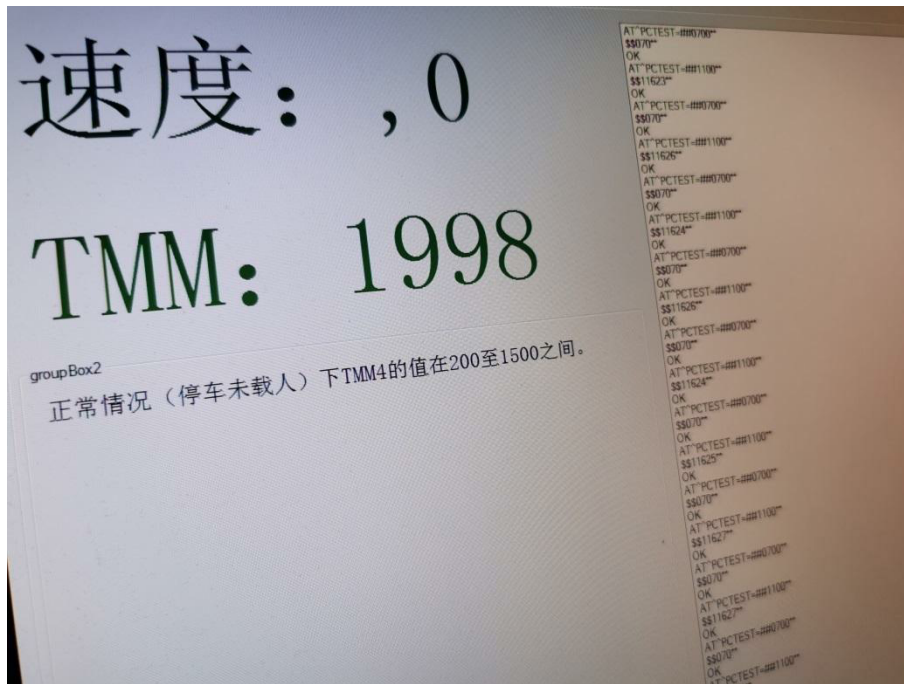 速度：,0
TMM：1998
groupBox2
正常情况（停车未载人）下TMM4的值在200至1500之间。
AT^PCTEST=##0700**
$$070**
OK
AT^PCTEST=##1100**
$$11623**
OK
AT^PCTEST=##0700**
$$070**
OK
AT^PCTEST=##1100**
$$11626**
OK
AT^PCTEST=##0700**
$$070**
OK
AT^PCTEST=##1100**
$$11624**
OK
AT^PCTEST=##0700**
$$070**
OK
AT^PCTEST=##1100**
$$11626**
OK
AT^PCTEST=##0700**
$$070**
OK
AT^PCTEST=##1100**
$$11624**
OK
AT^PCTEST=##0700**
$$070**
OK
AT^PCTEST=##1100**
$$11625**
OK
AT^PCTEST=##0700**
$$070**
OK
AT^PCTEST=##1100**
$$11627**
OK
AT^PCTEST=##0700**
$$070**
OK
AT^PCTEST=##1100**
$$11627**
OK
AT^PCTEST=##0700**
$$070**
OK
AT^PCTEST=##1100**